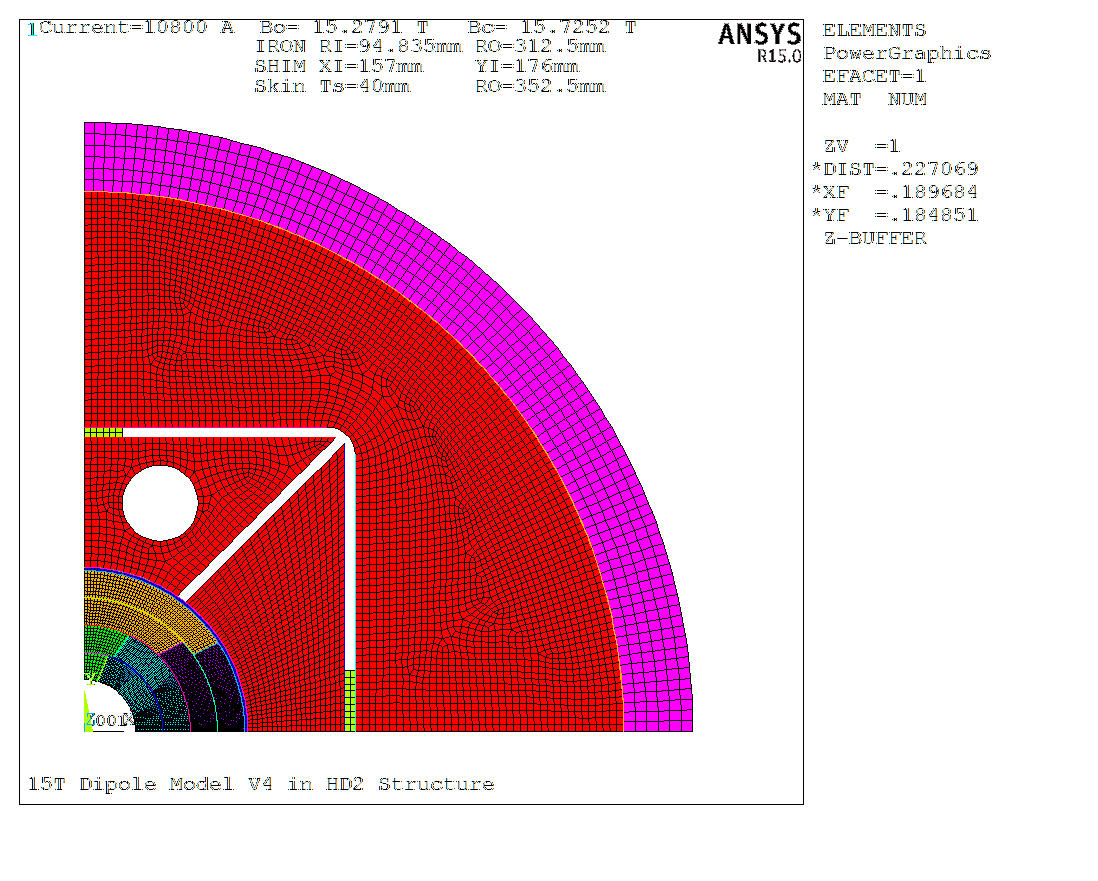 1Current=10800 A  Bo= 15.2791 T   Bc= 15.7252 T
IRON RI=94.835mm RO=312.5mm
SHIM XI=157mm    YI=176mm
Skin Ts=40mm     RO=352.5mm
ANSYS
R15.0
ELEMENTS
PowerGraphics
EFACET=1
MAT  NUM
ZV  =1
*DIST=.227069
*XF  =.189684
*YF  =.184851
Z-BUFFER
15T Dipole Model V4 in HD2 Structure